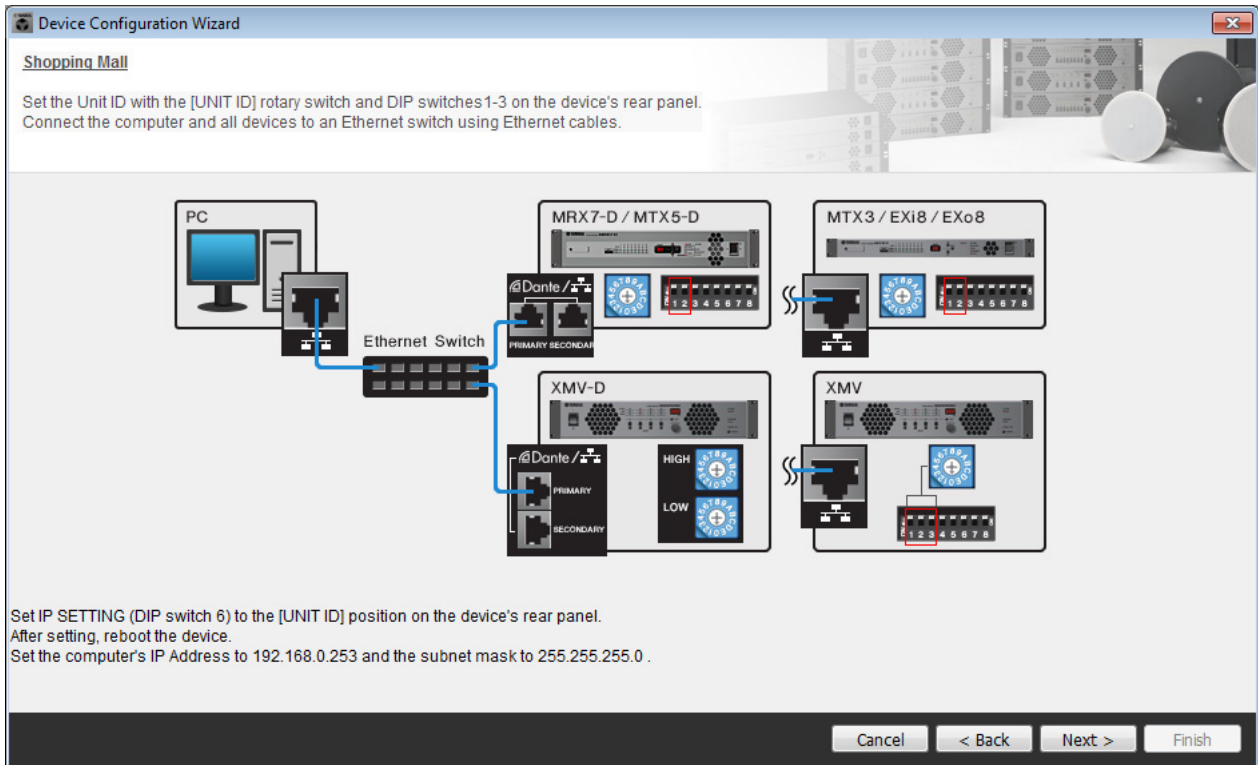 Device Configuration Wizard
Shopping Mall
Set the Unit ID with the [UNIT ID] rotary switch and DIP switches1-3 on the device's rear panel.
Connect the computer and all devices to an Ethernet switch using Ethernet cables.
PC
MRX7-D / MTX5-D
MTX3 / EXi8 / EXo8
Dante /
1 2 3 4 5 6 7 8
1 2 3 4 5 6 7 8
Ethernet Switch
PRIMARY SECONDAR
XMV-D
XMV
Dante /
HIGH
PRIMARY
LOW
SECONDARY
1 2 3 4 5 6 7 8
Set IP SETTING (DIP switch 6) to the [UNIT ID] position on the device's rear panel.
After setting, reboot the device.
Set the computer's IP Address to 192.168.0.253 and the subnet mask to 255.255.255.0 .
Cancel
< Back
Next >
Finish